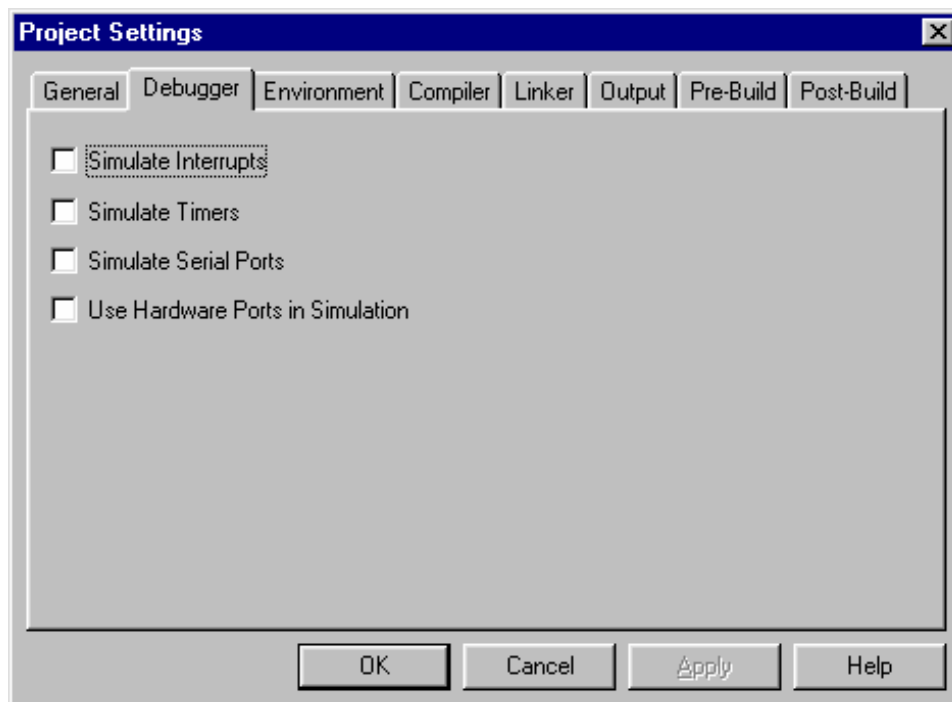 Project Settings
General Debugger Environment Compiler Linker Output Pre-Build Post-Build
Simulate Interrupts
Simulate Timers
Simulate Serial Ports
Use Hardware Ports in Simulation
OK Cancel Apply Help